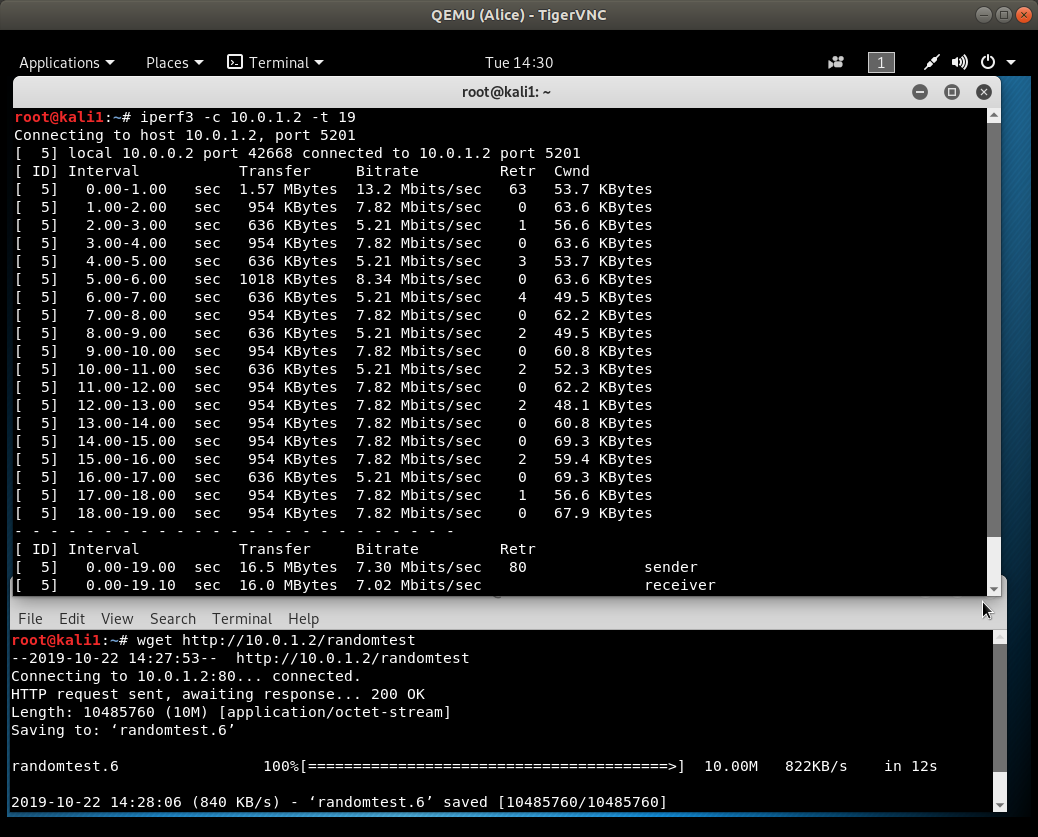 QEMU (Alice) - TigerVNC
Applications Places Terminal Tue 14:30 1
root@kali1: ~
root@kali1:~# iperf3 -c 10.0.1.2 -t 19
Connecting to host 10.0.1.2, port 5201
[  5] local 10.0.0.2 port 42668 connected to 10.0.1.2 port 5201
[ ID] Interval           Transfer     Bitrate         Retr  Cwnd
[  5]   0.00-1.00   sec  1.57 MBytes  13.2 Mbits/sec   63   53.7 KBytes
[  5]   1.00-2.00   sec   954 KBytes  7.82 Mbits/sec    0   63.6 KBytes
[  5]   2.00-3.00   sec   636 KBytes  5.21 Mbits/sec    1   56.6 KBytes
[  5]   3.00-4.00   sec   954 KBytes  7.82 Mbits/sec    0   63.6 KBytes
[  5]   4.00-5.00   sec   636 KBytes  5.21 Mbits/sec    3   53.7 KBytes
[  5]   5.00-6.00   sec  1018 KBytes  8.34 Mbits/sec    0   63.6 KBytes
[  5]   6.00-7.00   sec   636 KBytes  5.21 Mbits/sec    4   49.5 KBytes
[  5]   7.00-8.00   sec   954 KBytes  7.82 Mbits/sec    0   62.2 KBytes
[  5]   8.00-9.00   sec   636 KBytes  5.21 Mbits/sec    2   49.5 KBytes
[  5]   9.00-10.00  sec   954 KBytes  7.82 Mbits/sec    0   60.8 KBytes
[  5]  10.00-11.00  sec   636 KBytes  5.21 Mbits/sec    2   52.3 KBytes
[  5]  11.00-12.00  sec   954 KBytes  7.82 Mbits/sec    0   62.2 KBytes
[  5]  12.00-13.00  sec   954 KBytes  7.82 Mbits/sec    2   48.1 KBytes
[  5]  13.00-14.00  sec   954 KBytes  7.82 Mbits/sec    0   60.8 KBytes
[  5]  14.00-15.00  sec   954 KBytes  7.82 Mbits/sec    0   69.3 KBytes
[  5]  15.00-16.00  sec   954 KBytes  7.82 Mbits/sec    2   59.4 KBytes
[  5]  16.00-17.00  sec   636 KBytes  5.21 Mbits/sec    0   69.3 KBytes
[  5]  17.00-18.00  sec   954 KBytes  7.82 Mbits/sec    1   56.6 KBytes
[  5]  18.00-19.00  sec   954 KBytes  7.82 Mbits/sec    0   67.9 KBytes
- - - - - - - - - - - - - - - - - - - - - - - - -
[ ID] Interval           Transfer     Bitrate         Retr
[  5]   0.00-19.00  sec  16.5 MBytes  7.30 Mbits/sec   80             sender
[  5]   0.00-19.10  sec  16.0 MBytes  7.02 Mbits/sec                  receiver
File Edit View Search Terminal Help
root@kali1:~# wget http://10.0.1.2/randomtest
--2019-10-22 14:27:53--  http://10.0.1.2/randomtest
Connecting to 10.0.1.2:80... connected.
HTTP request sent, awaiting response... 200 OK
Length: 10485760 (10M) [application/octet-stream]
Saving to: ‘randomtest.6’
randomtest.6                100%[========================================>]  10.00M   822KB/s    in 12s
2019-10-22 14:28:06 (840 KB/s) - ‘randomtest.6’ saved [10485760/10485760]